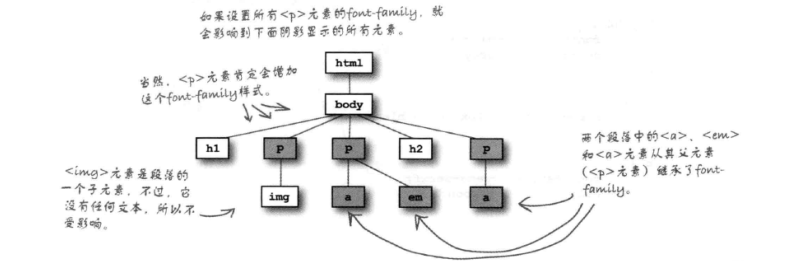 如果设置所有<p>元素的font-family，就
会影响到下面阴影显示的所有元素。
html
当然，<p>元素肯定会增加
这个font-family样式。
body
h1
p
p
h2
p
两个段落中的<a>、<em>
和<a>元素从其父元素
(<p>元素）继承了font-
family。
<img>元素是段落的
一个子元素，不过，它
没有任何文本，所以不
受影响。
img
a
em
a